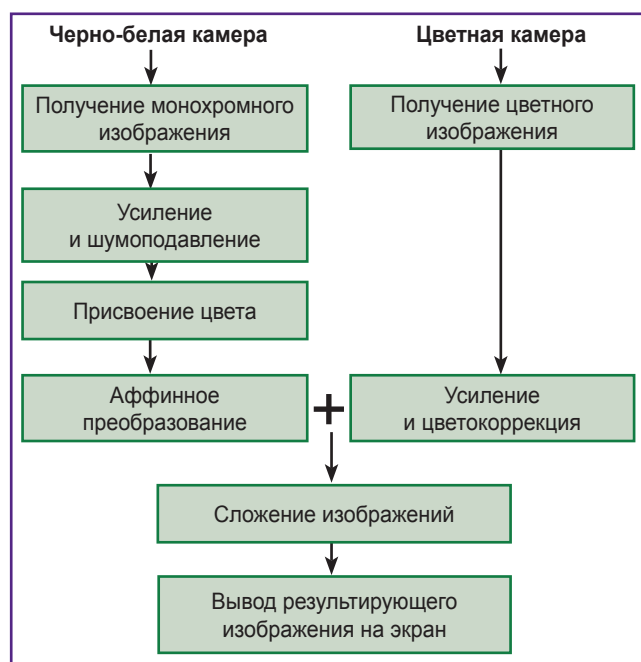 Черно-белая камера
Получение монохромного
изображения
Усиление
и шумоподавление
Присвоение цвета
Аффинное
преобразование
Цветная камера
Получение цветного
изображения
Усиление
и цветокоррекция
+
Сложение изображений
Вывод результирующего
изображения на экран